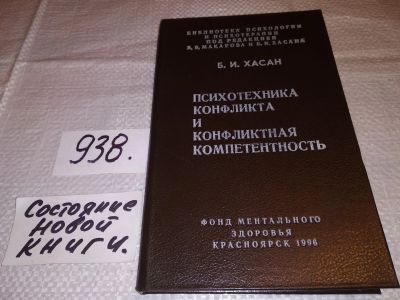 БИБЛИОТЕКА ПСИХОЛОГИИ
И ПСИХОТЕРАПИИ
ПОД РЕДАКЦИЕЙ
В.В.МАКАРОВА И Б.И.ХАСАНА
Б. И. ХАСАН
ПСИХОТЕХНИКА
КОНФЛИКТА
И
КОНФЛИКТНАЯ
КОМПЕТЕНТНОСТЬ
ФОНД МЕНТАЛЬНОГО
ЗДОРОВЬЯ
КРАСНОЯРСК 1996
938.
Состояние
новой
книги.